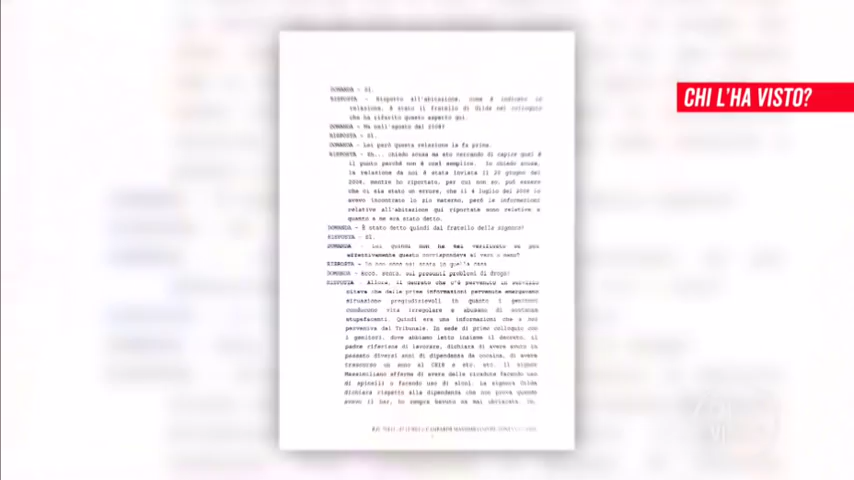 CHI L'HA VISTO?
DOMANDA - Sì.
RISPOSTA - Rispetto all'abitazione, come è indicato in
relazione, è stato il fratello di Gilda nel colloquio
che ha riferito questo aspetto qui.
DOMANDA - Ma nell'agosto del 2008?
RISPOSTA - Sì.
DOMANDA - Lei però questa relazione la fa prima.
RISPOSTA - Eh... chiedo scusa ma sto cercando di capire qual è
il punto perché non è così semplice. Io chiedo scusa,
la relazione da noi è stata inviata il 22 giugno del
2008, mentre ho riportato, per cui non so, può essere
che ci sia stato un errore, che il 4 luglio del 2008 io
avevo incontrato lo zio materno, però le informazioni
relative all'abitazione qui riportate sono relative a
quanto a me era stato detto.
DOMANDA - È stato detto quindi dal fratello della signora?
RISPOSTA - Sì.
DOMANDA - Lei quindi non ha mai verificato se poi
effettivamente questo corrispondeva al vero o meno?
RISPOSTA - Io non sono mai stata in quella casa.
DOMANDA - Ecco, senta, sui presunti problemi di droga?
RISPOSTA - Allora, il decreto che c'è pervenuto in servizio
citava che dalle prime informazioni pervenute emergevano
situazione pregiudizievoli in quanto i genitori
conducono vita irregolare e abusano di sostanze
stupefacenti. Quindi era una informazioni che a noi
perveniva dal Tribunale. In sede di primo colloquio con
i genitori, dove abbiamo letto insieme il decreto, il
padre riferisce di lavorare, dichiara di avere avuto in
passato diversi anni di dipendenza da cocaina, di avere
trascorso un anno al CEIS e etc. etc. Il signor
Massimiliano afferma di avere delle ricadute facendo uso
di spinelli o facendo uso di alcol. La signora Gilda
dichiara rispetto alla dipendenza che non prova quando
avevo il bar, ho sempre bevuto ma mai ubriacata. Ok,